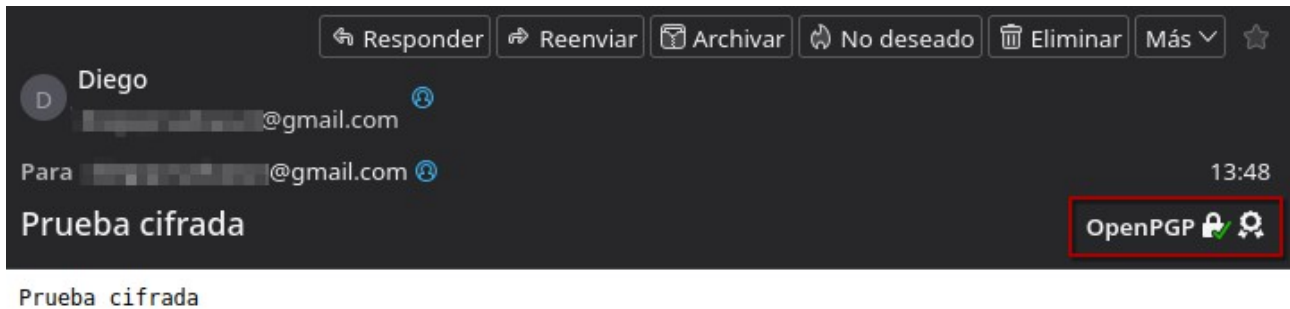 Responder Reenviar Archivar No deseado Eliminar Más
D Diego
@gmail.com
Para @gmail.com 13:48
Prueba cifrada OpenPGP
Prueba cifrada